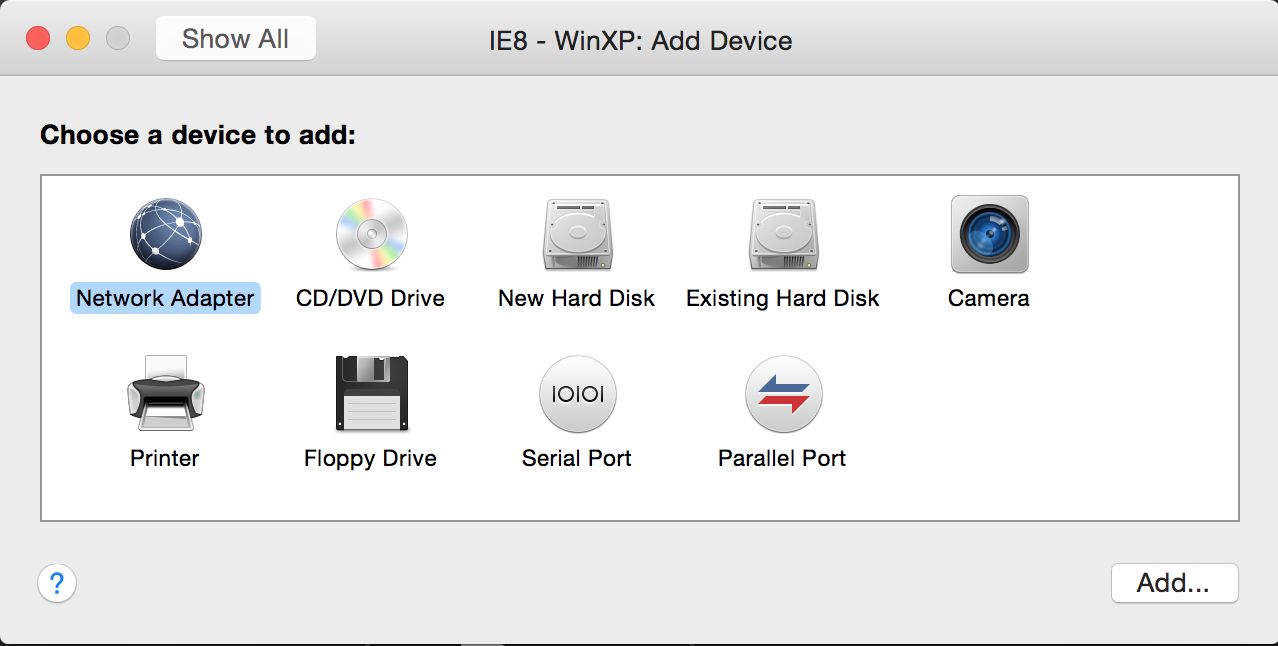 Show All
IE8 - WinXP: Add Device
Choose a device to add:
Network Adapter
CD/DVD Drive
New Hard Disk
Existing Hard Disk
Camera
IOIOI
Printer
Floppy Drive
Serial Port
Parallel Port
?
Add...